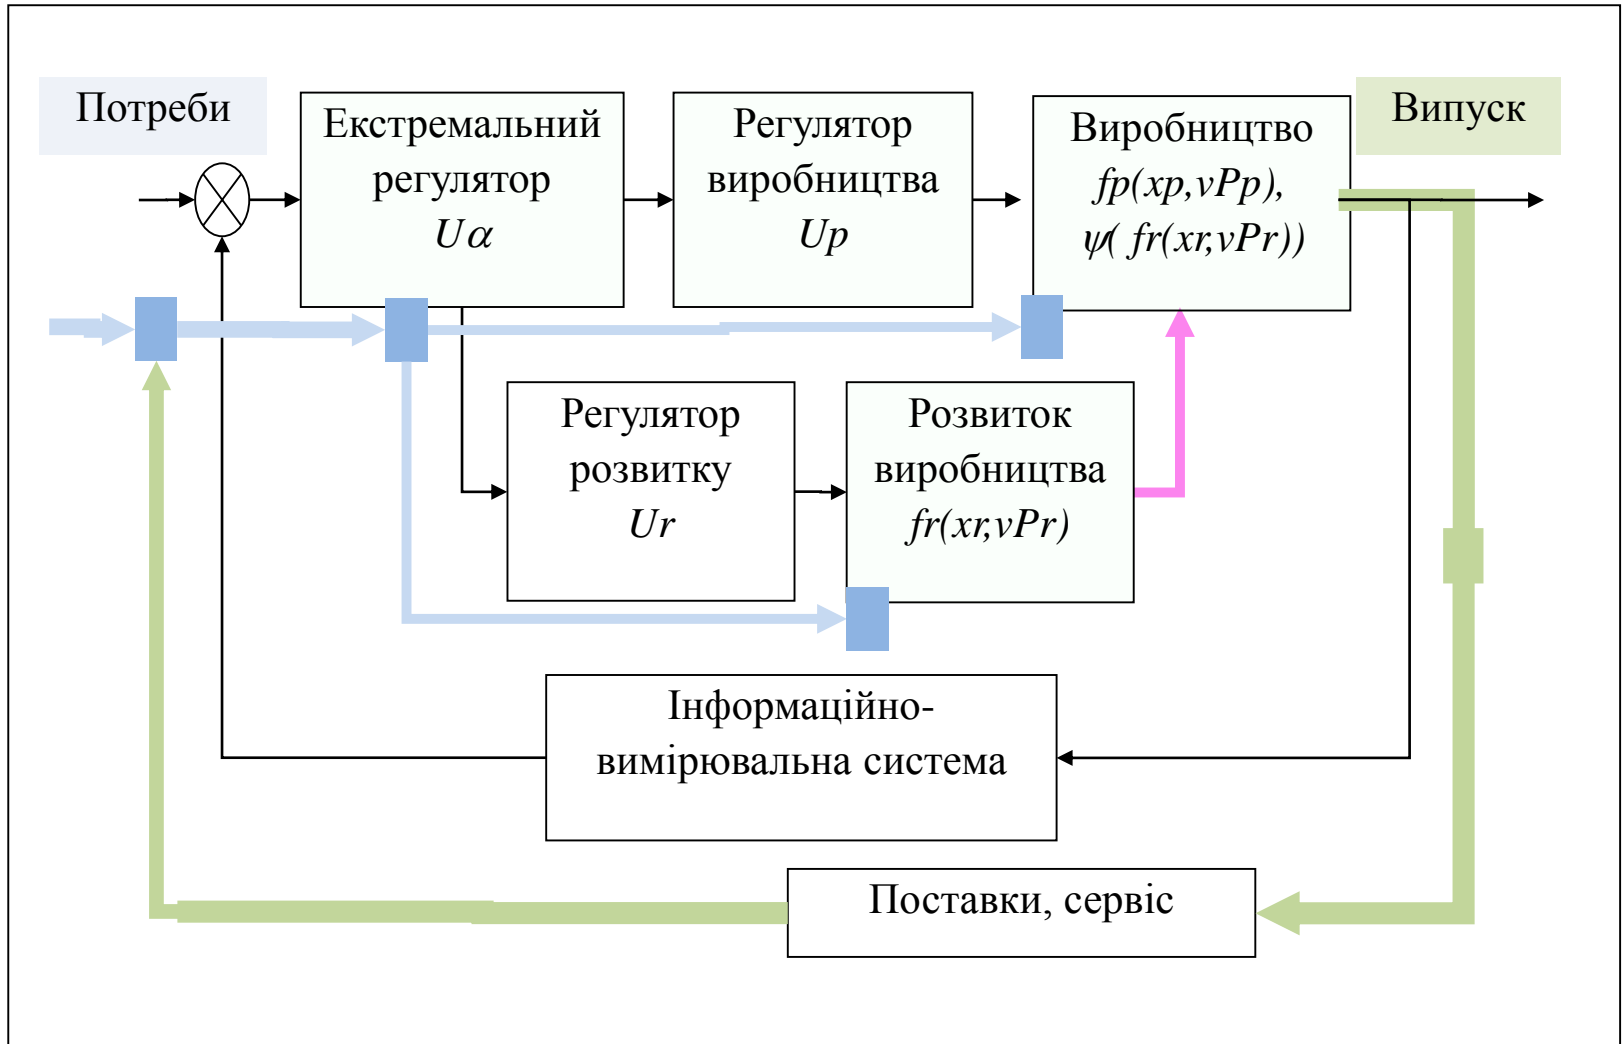 Потреби
Екстремальний
регулятор
Uα
Регулятор
виробництва
Up
Виробництво
fp(xp,vPp),
ψ( fr(xr,vPr))
Випуск
Регулятор
розвитку
Ur
Розвиток
виробництва
fr(xr,vPr)
Інформаційно-
вимірювальна система
Поставки, сервіс